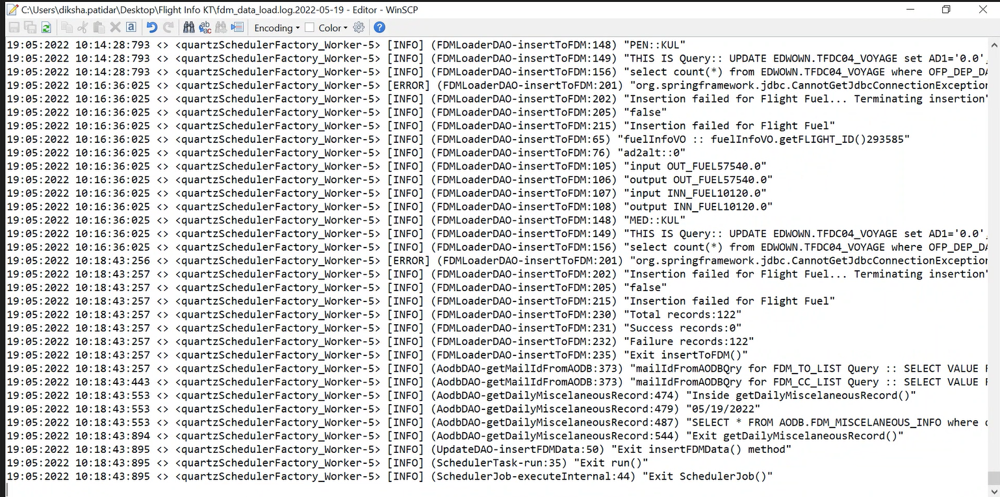 C:\Users\diksha.patidar\Desktop\Flight Info KT\fdm_data_load.log.2022-05-19 - Editor - WinSCP
Encoding Color
19:05:2022 10:14:28:793 <> <quartzSchedulerFactory_Worker-5> [INFO] (FDMLoaderDAO-insertToFDM:148) "PEN::KUL"
19:05:2022 10:14:28:793 <> <quartzSchedulerFactory_Worker-5> [INFO] (FDMLoaderDAO-insertToFDM:149) "THIS IS Query:: UPDATE EDWOWN.TFDC04_VOYAGE set AD1='0.0',
19:05:2022 10:14:28:793 <> <quartzSchedulerFactory_Worker-5> [INFO] (FDMLoaderDAO-insertToFDM:156) "select count(*) from EDWOWN.TFDC04_VOYAGE where OFP_DEP_DA
19:05:2022 10:16:36:025 <> <quartzSchedulerFactory_Worker-5> [ERROR] (FDMLoaderDAO-insertToFDM:201) "org.springframework.jdbc.CannotGetJdbcConnectionException
19:05:2022 10:16:36:025 <> <quartzSchedulerFactory_Worker-5> [INFO] (FDMLoaderDAO-insertToFDM:202) "Insertion failed for Flight Fuel... Terminating insertion"
19:05:2022 10:16:36:025 <> <quartzSchedulerFactory_Worker-5> [INFO] (FDMLoaderDAO-insertToFDM:205) "false"
19:05:2022 10:16:36:025 <> <quartzSchedulerFactory_Worker-5> [INFO] (FDMLoaderDAO-insertToFDM:215) "Insertion failed for Flight Fuel"
19:05:2022 10:16:36:025 <> <quartzSchedulerFactory_Worker-5> [INFO] (FDMLoaderDAO-insertToFDM:65) "fuelInfoVO :: fuelInfoVO.getFLIGHT_ID()293585"
19:05:2022 10:16:36:025 <> <quartzSchedulerFactory_Worker-5> [INFO] (FDMLoaderDAO-insertToFDM:76) "ad2alt::0"
19:05:2022 10:16:36:025 <> <quartzSchedulerFactory_Worker-5> [INFO] (FDMLoaderDAO-insertToFDM:105) "input OUT_FUEL57540.0"
19:05:2022 10:16:36:025 <> <quartzSchedulerFactory_Worker-5> [INFO] (FDMLoaderDAO-insertToFDM:106) "output OUT_FUEL57540.0"
19:05:2022 10:16:36:025 <> <quartzSchedulerFactory_Worker-5> [INFO] (FDMLoaderDAO-insertToFDM:107) "input INN_FUEL10120.0"
19:05:2022 10:16:36:025 <> <quartzSchedulerFactory_Worker-5> [INFO] (FDMLoaderDAO-insertToFDM:108) "output INN_FUEL10120.0"
19:05:2022 10:16:36:025 <> <quartzSchedulerFactory_Worker-5> [INFO] (FDMLoaderDAO-insertToFDM:148) "MED::KUL"
19:05:2022 10:16:36:025 <> <quartzSchedulerFactory_Worker-5> [INFO] (FDMLoaderDAO-insertToFDM:149) "THIS IS Query:: UPDATE EDWOWN.TFDC04_VOYAGE set AD1='0.0',
19:05:2022 10:16:36:025 <> <quartzSchedulerFactory_Worker-5> [INFO] (FDMLoaderDAO-insertToFDM:156) "select count(*) from EDWOWN.TFDC04_VOYAGE where OFP_DEP_DA
19:05:2022 10:18:43:256 <> <quartzSchedulerFactory_Worker-5> [ERROR] (FDMLoaderDAO-insertToFDM:201) "org.springframework.jdbc.CannotGetJdbcConnectionException
19:05:2022 10:18:43:257 <> <quartzSchedulerFactory_Worker-5> [INFO] (FDMLoaderDAO-insertToFDM:202) "Insertion failed for Flight Fuel... Terminating insertion"
19:05:2022 10:18:43:257 <> <quartzSchedulerFactory_Worker-5> [INFO] (FDMLoaderDAO-insertToFDM:205) "false"
19:05:2022 10:18:43:257 <> <quartzSchedulerFactory_Worker-5> [INFO] (FDMLoaderDAO-insertToFDM:215) "Insertion failed for Flight Fuel"
19:05:2022 10:18:43:257 <> <quartzSchedulerFactory_Worker-5> [INFO] (FDMLoaderDAO-insertToFDM:230) "Total records:122"
19:05:2022 10:18:43:257 <> <quartzSchedulerFactory_Worker-5> [INFO] (FDMLoaderDAO-insertToFDM:231) "Success records:0"
19:05:2022 10:18:43:257 <> <quartzSchedulerFactory_Worker-5> [INFO] (FDMLoaderDAO-insertToFDM:232) "Failure records:122"
19:05:2022 10:18:43:257 <> <quartzSchedulerFactory_Worker-5> [INFO] (FDMLoaderDAO-insertToFDM:235) "Exit insertToFDM()"
19:05:2022 10:18:43:257 <> <quartzSchedulerFactory_Worker-5> [INFO] (AodbDAO-getMailIdFromAODB:373) "mailIdFromAODBQry for FDM_TO_LIST Query :: SELECT VALUE F
19:05:2022 10:18:43:443 <> <quartzSchedulerFactory_Worker-5> [INFO] (AodbDAO-getMailIdFromAODB:373) "mailIdFromAODBQry for FDM_CC_LIST Query :: SELECT VALUE F
19:05:2022 10:18:43:553 <> <quartzSchedulerFactory_Worker-5> [INFO] (AodbDAO-getDailyMiscelaneousRecord:474) "Inside getDailyMiscelaneousRecord()"
19:05:2022 10:18:43:553 <> <quartzSchedulerFactory_Worker-5> [INFO] (AodbDAO-getDailyMiscelaneousRecord:479) "05/19/2022"
19:05:2022 10:18:43:553 <> <quartzSchedulerFactory_Worker-5> [INFO] (AodbDAO-getDailyMiscelaneousRecord:487) "SELECT * FROM AODB.FDM_MISCELANEOUS_INFO where
19:05:2022 10:18:43:894 <> <quartzSchedulerFactory_Worker-5> [INFO] (AodbDAO-getDailyMiscelaneousRecord:544) "Exit getDailyMiscelaneousRecord()"
19:05:2022 10:18:43:895 <> <quartzSchedulerFactory_Worker-5> [INFO] (UpdateDAO-insertFDMData:50) "Exit insertFDMData() method"
19:05:2022 10:18:43:895 <> <quartzSchedulerFactory_Worker-5> [INFO] (SchedulerTask-run:35) "Exit run()"
19:05:2022 10:18:43:895 <> <quartzSchedulerFactory_Worker-5> [INFO] (SchedulerJob-executeInternal:44) "Exit SchedulerJob()"